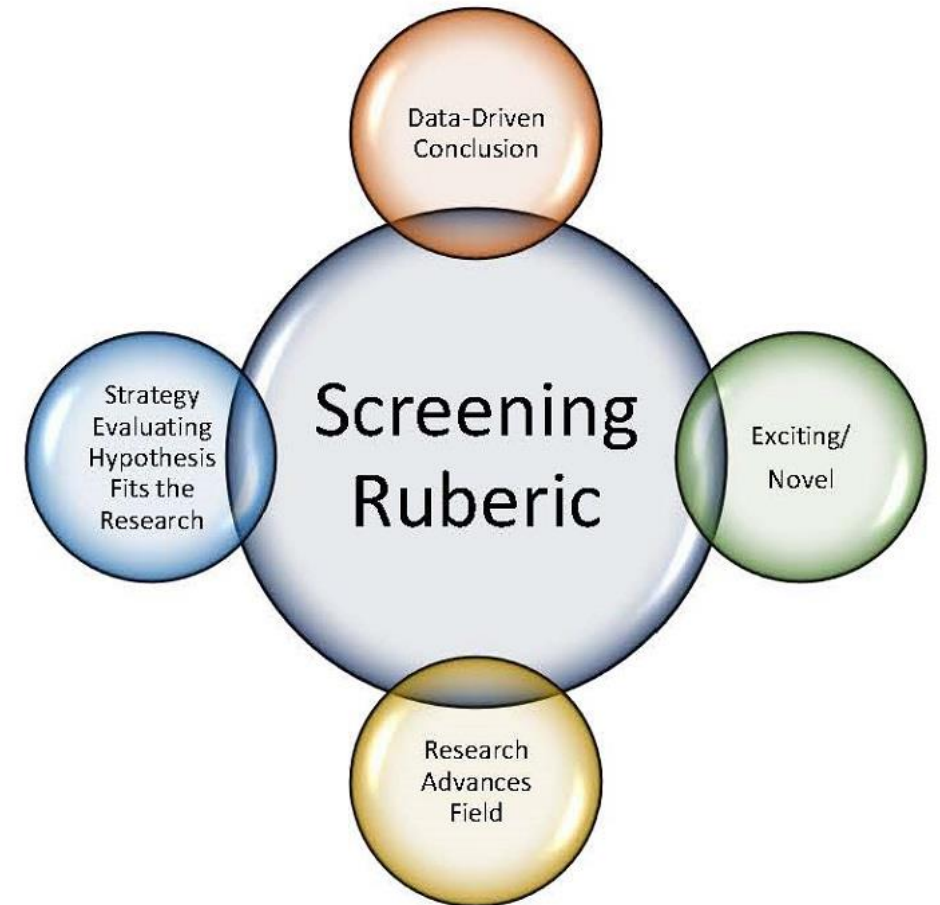 Data-Driven
Conclusion
Strategy
Evaluating
Hypothesis
Fits the
Research
Screening
Ruberic
Exciting/
Novel
Research
Advances
Field